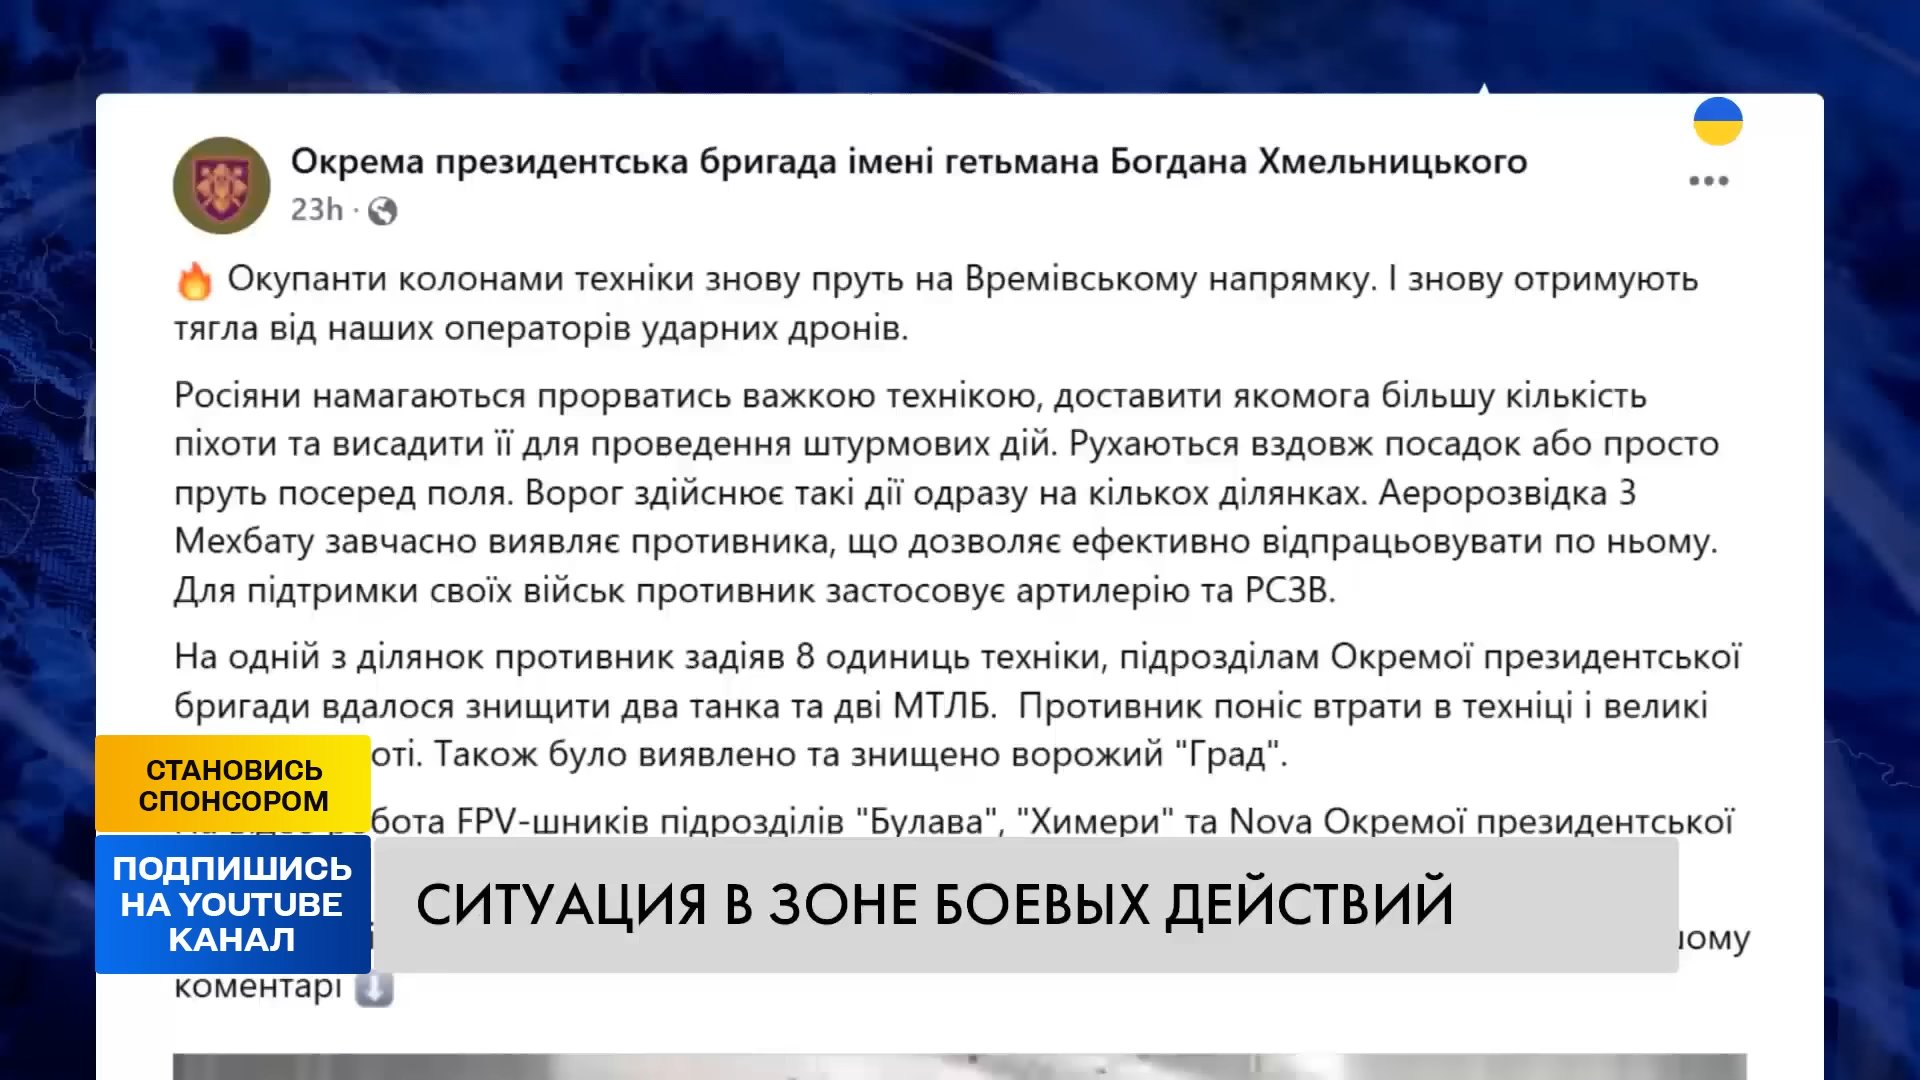 Окрема президентська бригада імені гетьмана Богдана Хмельницького
23h ·
Окупанти колонами техніки знову пруть на Времівському напрямку. І знову отримують
тягла від наших операторів ударних дронів.
Росіяни намагаються прорватись важкою технікою, доставити якомога більшу кількість
піхоти та висадити її для проведення штурмових дій. Рухаються вздовж посадок або просто
пруть посеред поля. Ворог здійснює такі дії одразу на кількох ділянках. Аеророзвідка 3
Мехбату завчасно виявляє противника, що дозволяє ефективно відпрацьовувати по ньому.
Для підтримки своїх військ противник застосовує артилерію та РСЗВ.
На одній з ділянок противник задіяв 8 одиниць техніки, підрозділам Окремої президентської
бригади вдалося знищити два танка та дві МТЛБ. Противник поніс втрати в техніці і великі
оті. Також було виявлено та знищено ворожий "Град".
бота FPV-шників підрозділів "Булава", "Химери" та Nova Окремої президентської
коментарі
СТАНОВИСЬ
СПОНСОРОМ
ПОДПИШИСЬ
НА YOUTUBE
КАНАЛ
СИТУАЦИЯ В ЗОНЕ БОЕВЫХ ДЕЙСТВИЙ